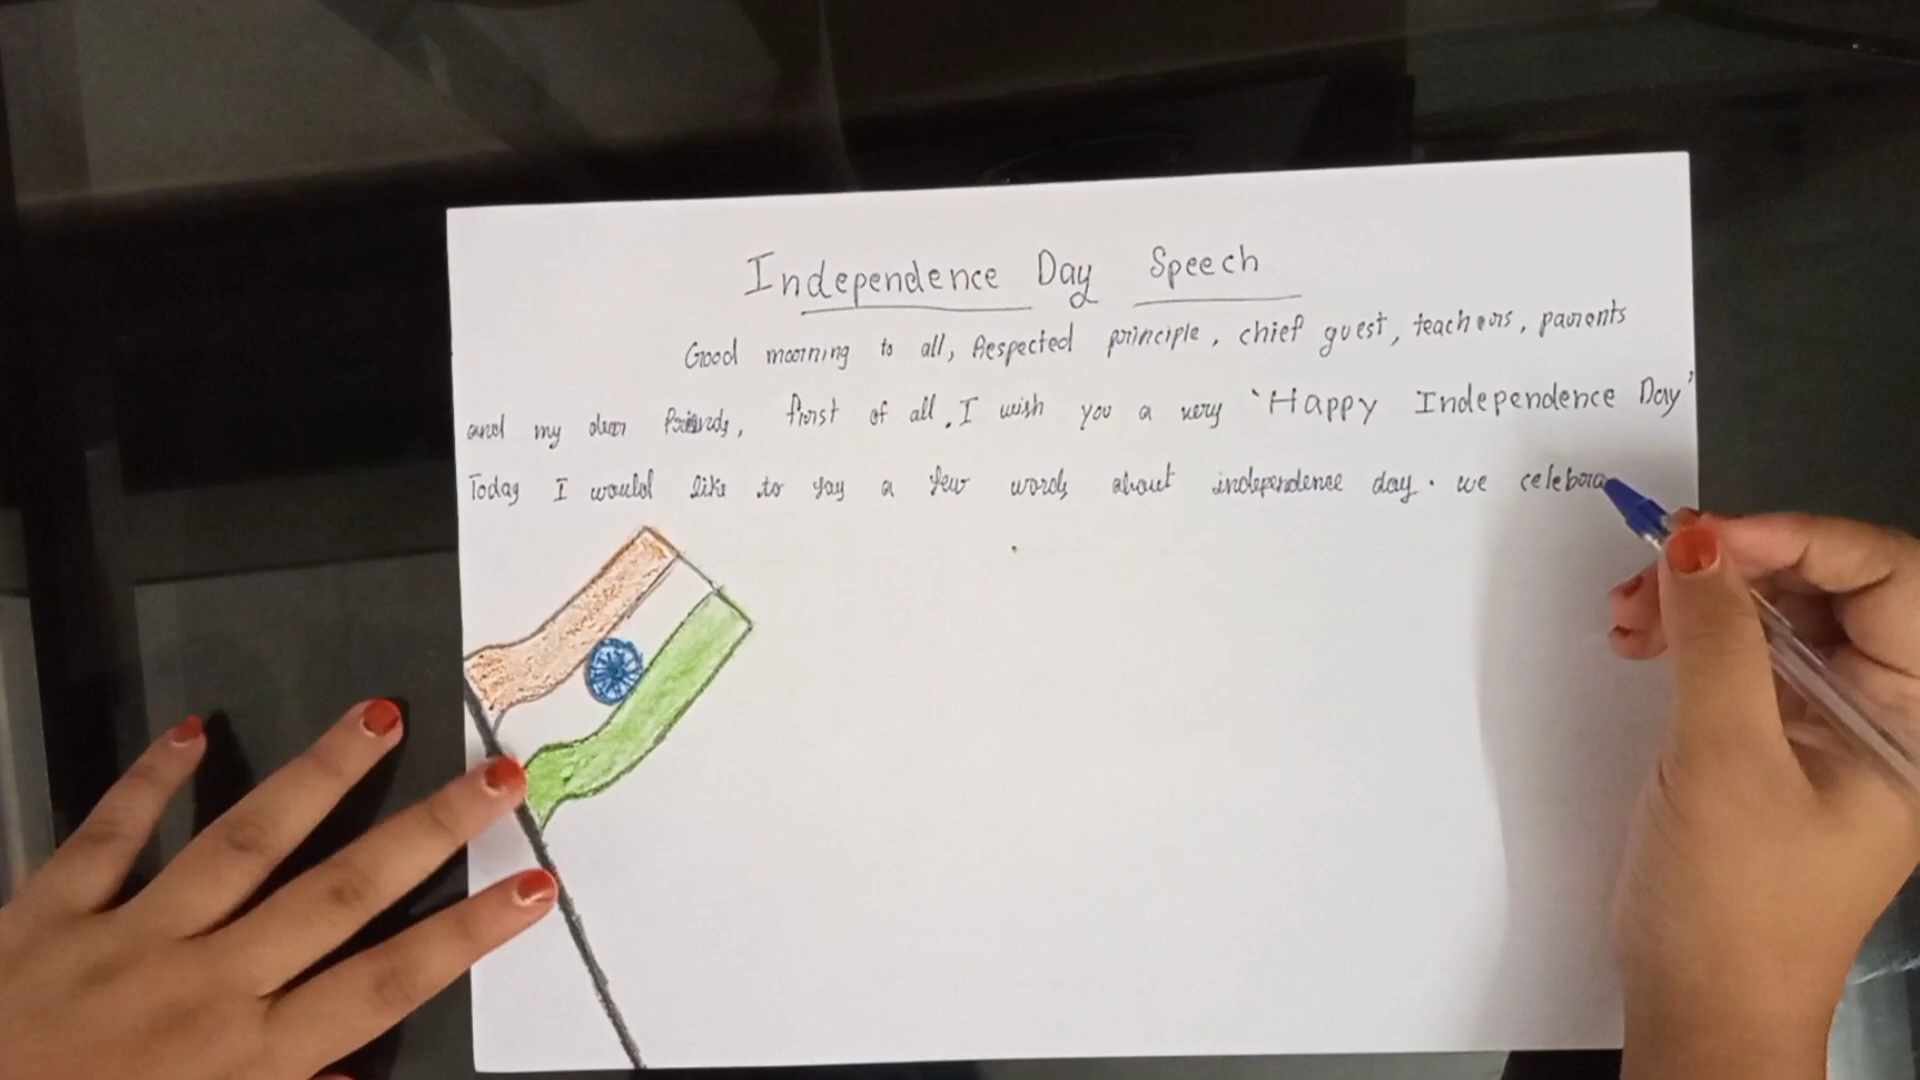 Independence Day Speech
Good morning to all, Respected principle, chief guest, teachers, parents
and my dear friends, first of all, I wish you a very 'Happy Independence Day'
Today I would like to say a few words about independence day. we celebra